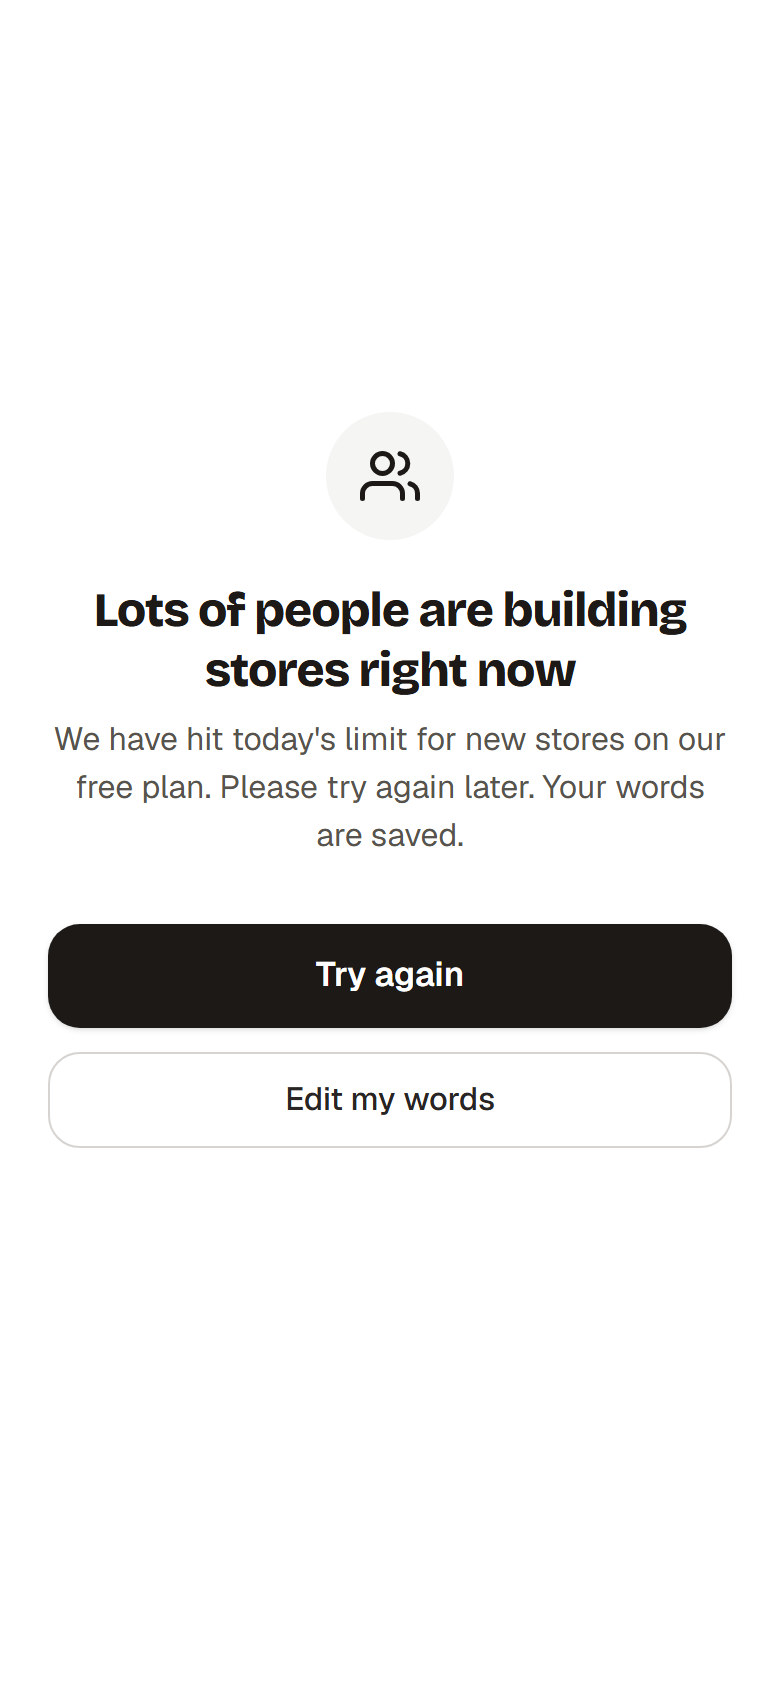 Lots of people are building
stores right now
We have hit today's limit for new stores on our
free plan. Please try again later. Your words
are saved.
Try again
Edit my words